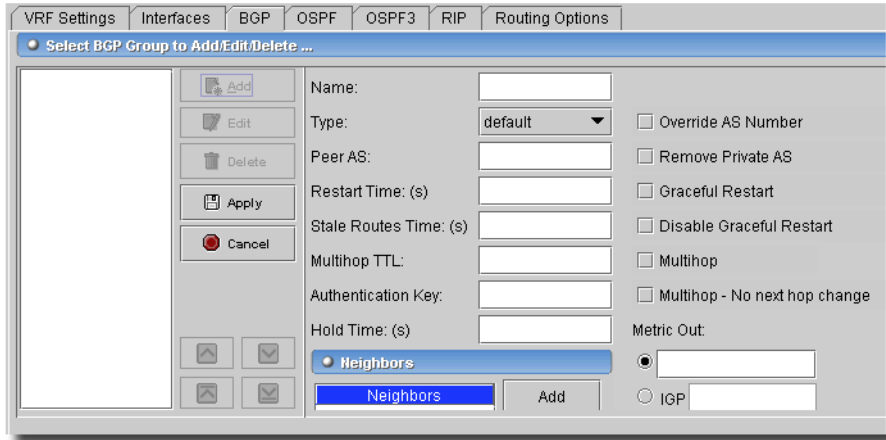 VRF Settings Interfaces BGP OSPF OSPF3 RIP Routing Options
Select BGP Group to Add/Edit/Delete ...
Add
Edit
Delete
Apply
Cancel
Name:
Type: default
Peer AS:
Restart Time: (s)
Stale Routes Time: (s)
Multihop TTL:
Authentication Key:
Hold Time: (s)
Override AS Number
Remove Private AS
Graceful Restart
Disable Graceful Restart
Multihop
Multihop - No next hop change
Metric Out:
IGP
Neighbors
Neighbors Add